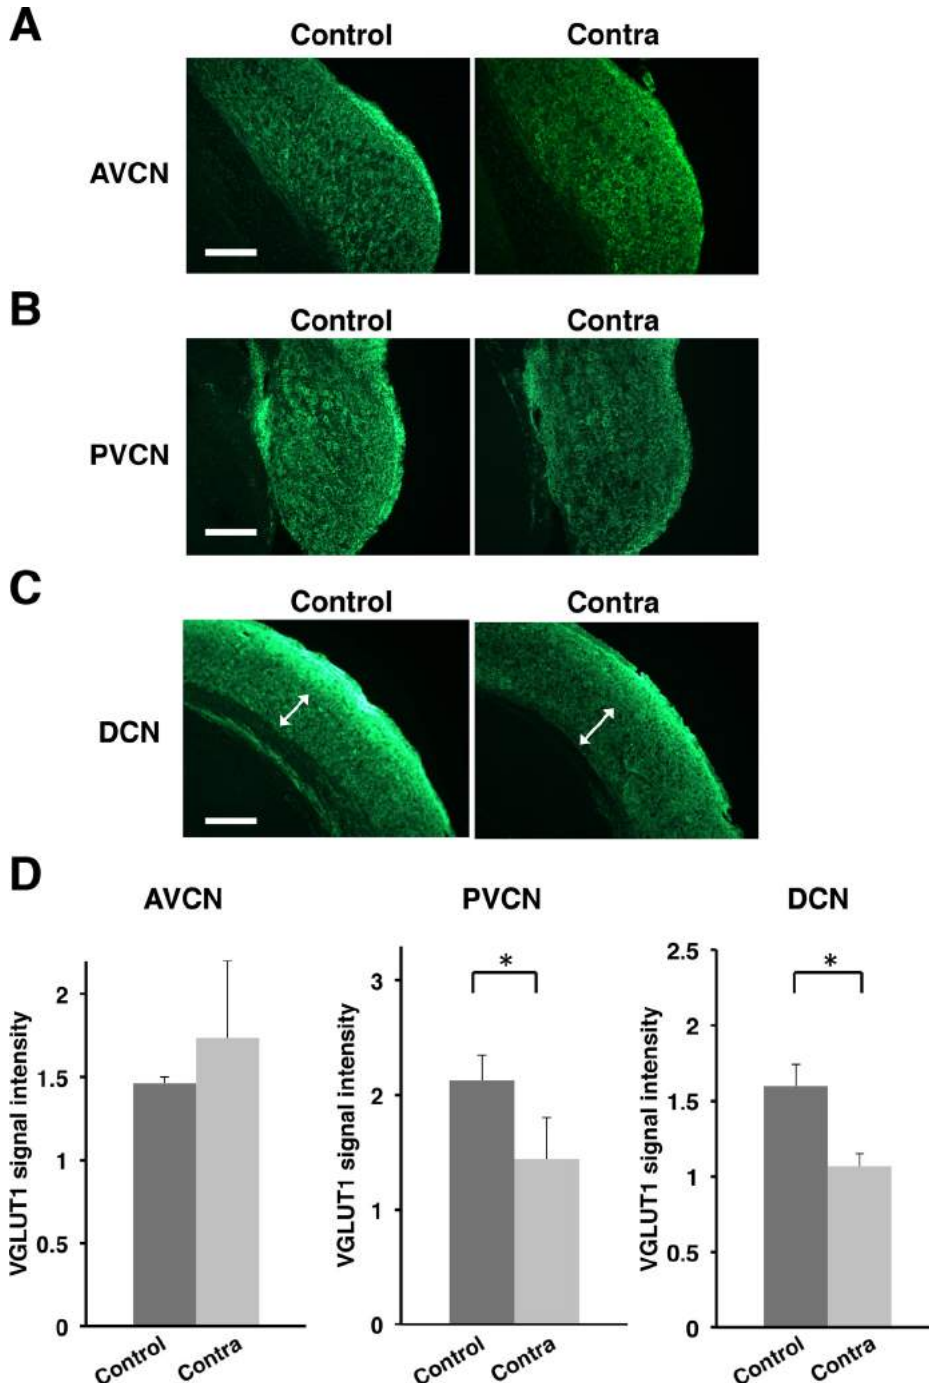 A
Control Contra
AVCN
B
Control Contra
PVCN
C
Control Contra
DCN
D
AVCN PVCN DCN
VGLUT1 signal intensity
2
1.5
1
0.5
0
Control Contra
VGLUT1 signal intensity
3
2
1
0
*
Control Contra
VGLUT1 signal intensity
2.5
2
1.5
1
0.5
0
*
Control Contra